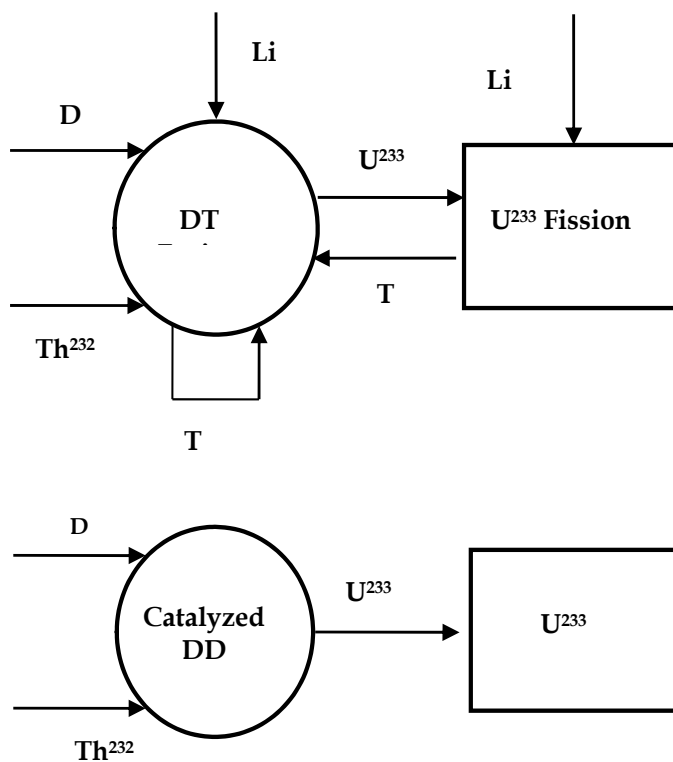 Li
Li
D
U²³³
DT
U²³³ Fission
T
Th²³²
T
D
U²³³
Catalyzed
DD
U²³³
Th²³²